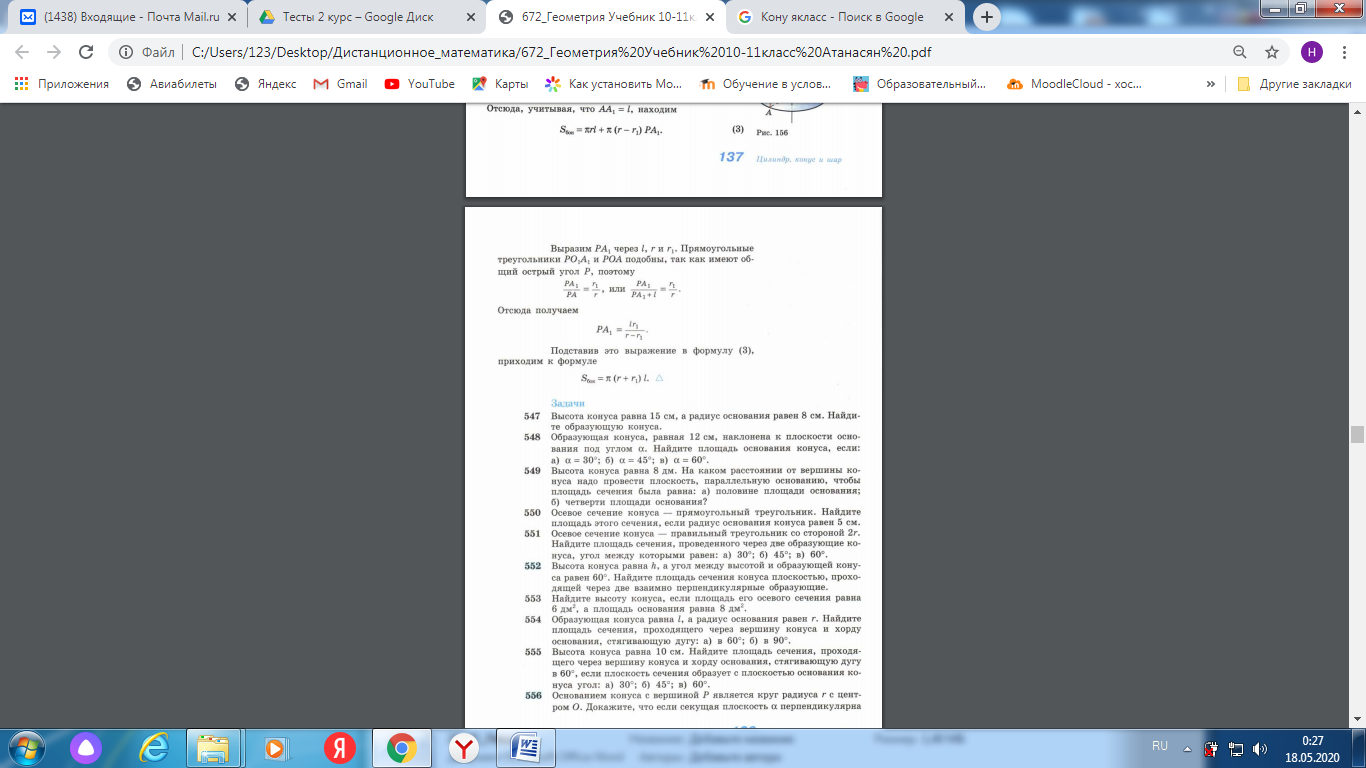 (1438) Входящие - Почта Mail.ru
Тесты 2 курс – Google Диск
672_Геометрия Учебник 10-11к
Кону якласс - Поиск в Google
Файл
C:/Users/123/Desktop/Дистанционное_математика/672_Геометрия%20Учебник%2010-11класс%20Атанасян%20.pdf
Н
Приложения
Авиабилеты
Яндекс
Gmail
YouTube
Карты
Как установить Mo...
Обучение в услов...
Образовательный...
MoodleCloud - хос...
»
Другие закладки
Отсюда, учитывая, что AA₁ = l, находим
A
Sбок = πrl + π (r – r₁) PA₁.
(3)
Рис. 156
137 Цилиндр, конус и шар
Выразим PA₁ через l, r и r₁. Прямоугольные
треугольники PO₁A₁ и POA подобны, так как имеют об-
щий острый угол P, поэтому
PA₁/PA = r₁/r, или PA₁/(PA₁ + l) = r₁/r.
Отсюда получаем
PA₁ = lr₁/(r – r₁).
Подставив это выражение в формулу (3),
приходим к формуле
Sбок = π (r + r₁) l. △
Задачи
547 Высота конуса равна 15 см, а радиус основания равен 8 см. Найди-
те образующую конуса.
548 Образующая конуса, равная 12 см, наклонена к плоскости осно-
вания под углом α. Найдите площадь основания конуса, если:
а) α = 30°; б) α = 45°; в) α = 60°.
549 Высота конуса равна 8 дм. На каком расстоянии от вершины ко-
нуса надо провести плоскость, параллельную основанию, чтобы
площадь сечения была равна: а) половине площади основания;
б) четверти площади основания?
550 Осевое сечение конуса — прямоугольный треугольник. Найдите
площадь этого сечения, если радиус основания конуса равен 5 см.
551 Осевое сечение конуса — правильный треугольник со стороной 2r.
Найдите площадь сечения, проведенного через две образующие ко-
нуса, угол между которыми равен: а) 30°; б) 45°; в) 60°.
552 Высота конуса равна h, а угол между высотой и образующей кону-
са равен 60°. Найдите площадь сечения конуса плоскостью, прохо-
дящей через две взаимно перпендикулярные образующие.
553 Найдите высоту конуса, если площадь его осевого сечения равна
6 дм², а площадь основания равна 8 дм².
554 Образующая конуса равна l, а радиус основания равен r. Найдите
площадь сечения, проходящего через вершину конуса и хорду
основания, стягивающую дугу: а) в 60°; б) в 90°.
555 Высота конуса равна 10 см. Найдите площадь сечения, проходя-
щего через вершину конуса и хорду основания, стягивающую дугу
в 60°, если плоскость сечения образует с плоскостью основания ко-
нуса угол: а) 30°; б) 45°; в) 60°.
556 Основанием конуса с вершиной P является круг радиуса r с цент-
ром O. Докажите, что если секущая плоскость α перпендикулярна
RU
0:27
18.05.2020